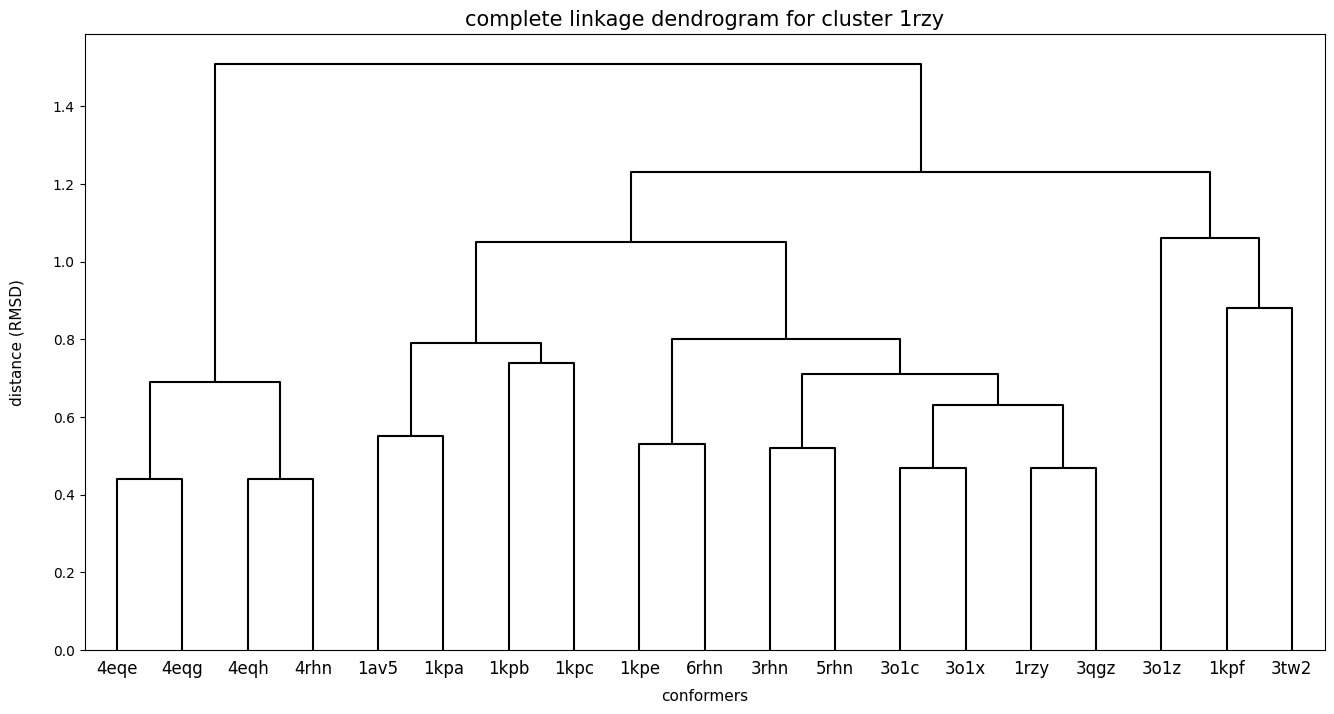 complete linkage dendrogram for cluster 1rzy
1.4
1.2
1.0
0.8
0.6
0.4
0.2
0.0
distance (RMSD)
4eqe 4eqg 4eqh 4rhn 1av5 1kpa 1kpb 1kpc 1kpe 6rhn 3rhn 5rhn 3o1c 3o1x 1rzy 3qgz 3o1z 1kpf 3tw2
conformers